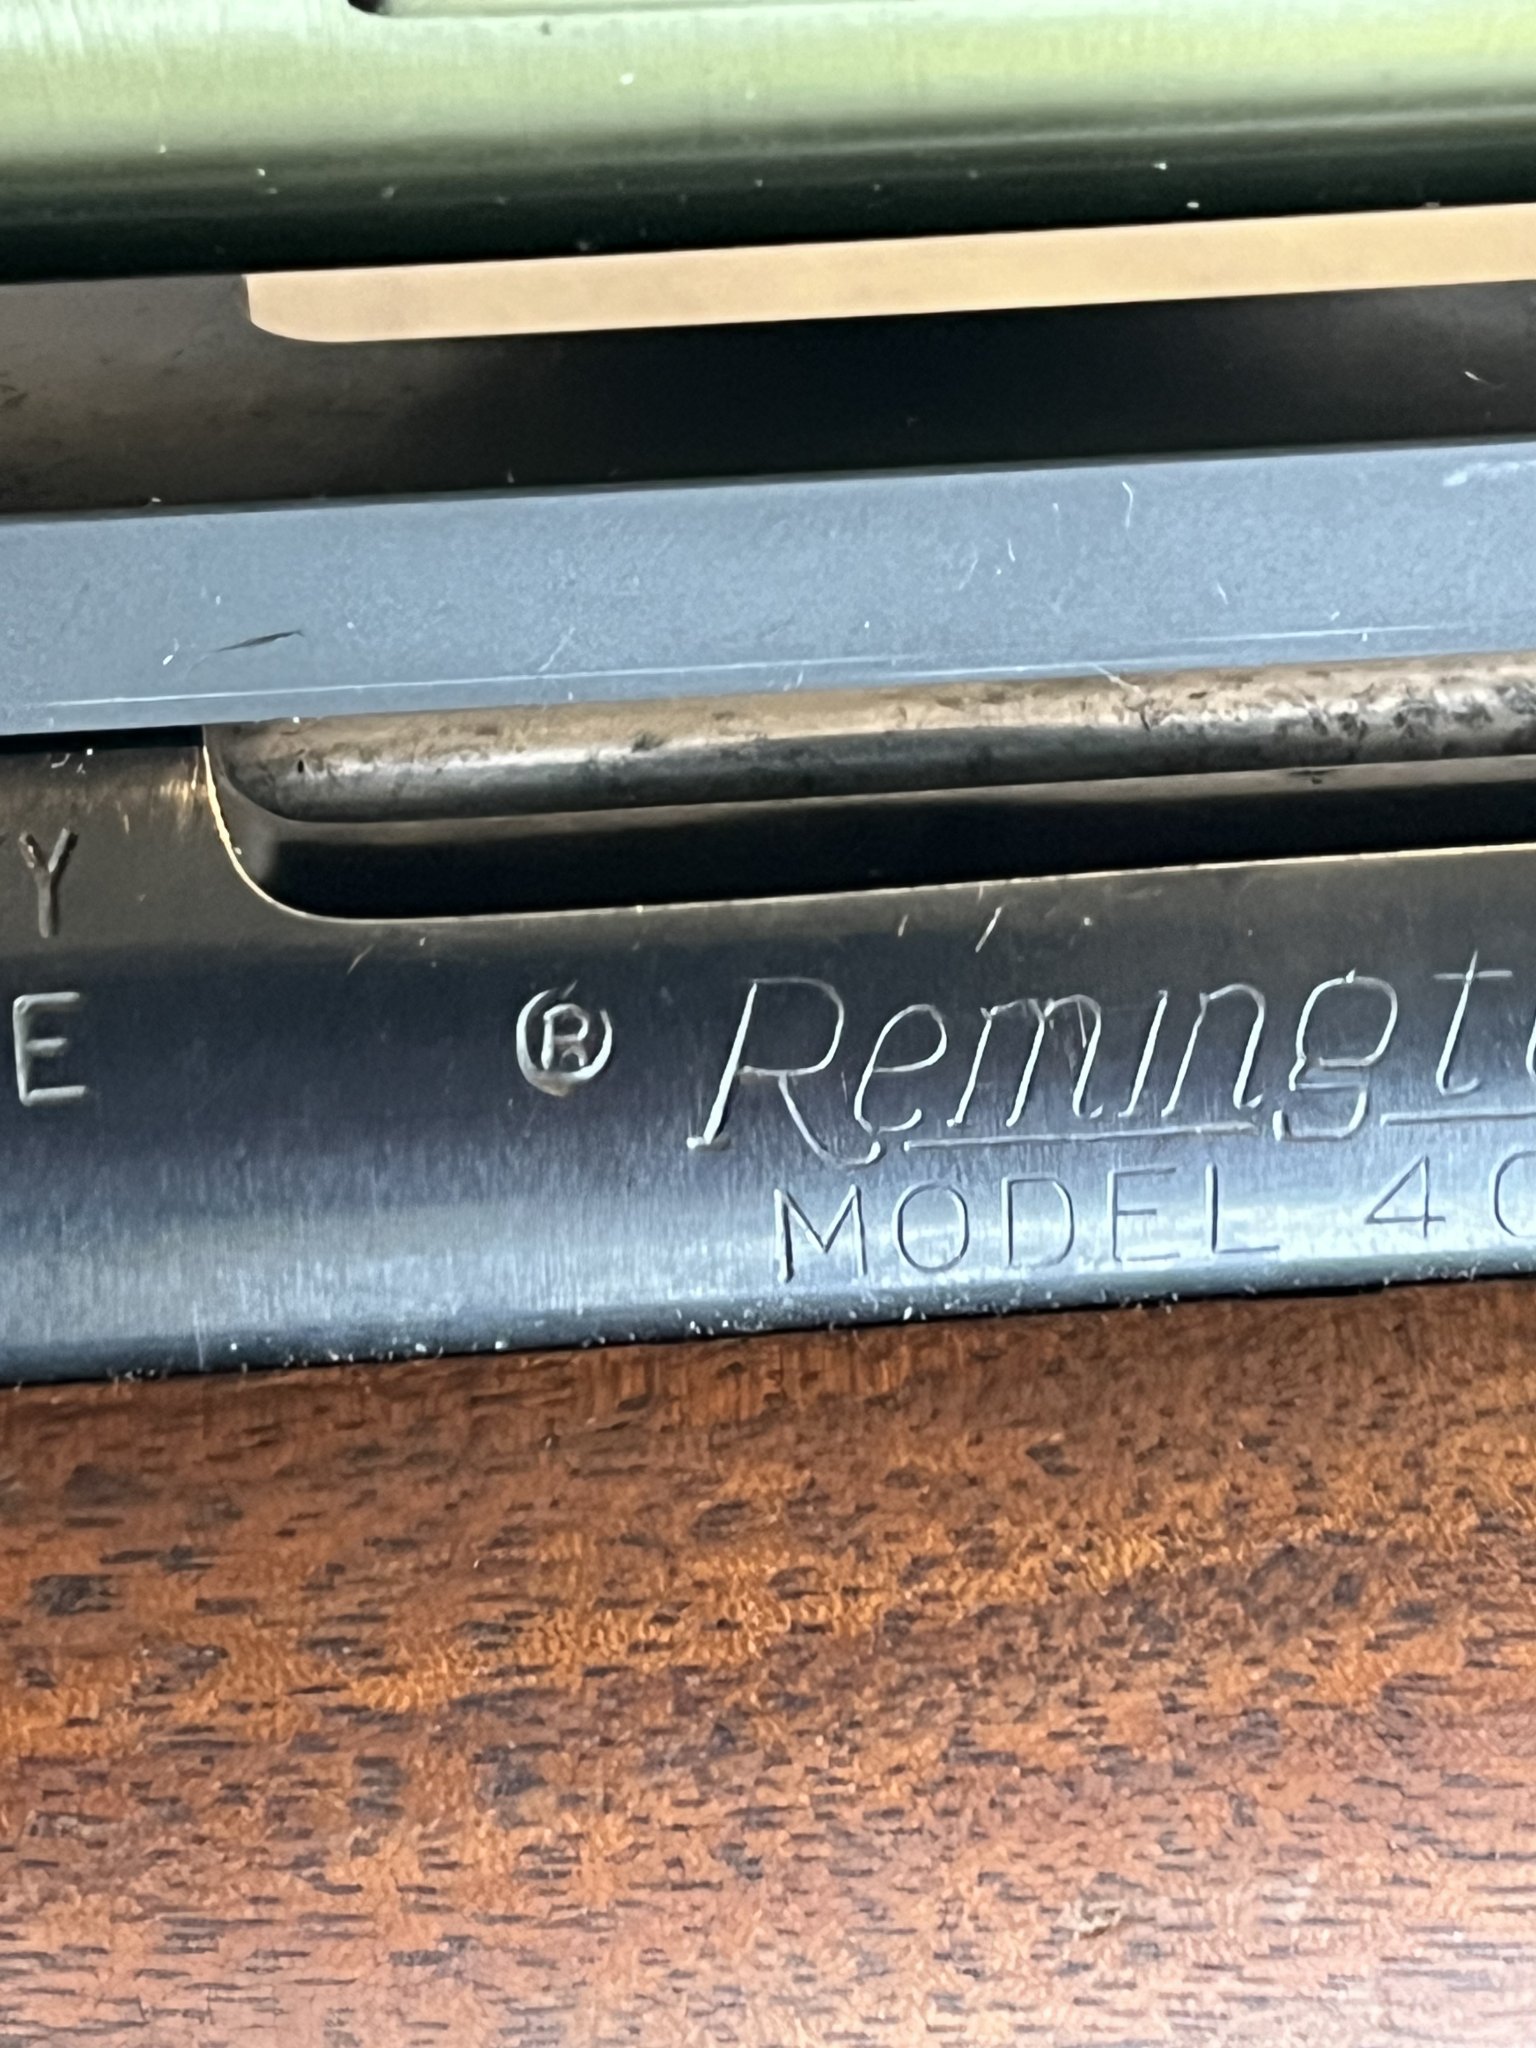 Y
E
® Remingt
MODEL 4